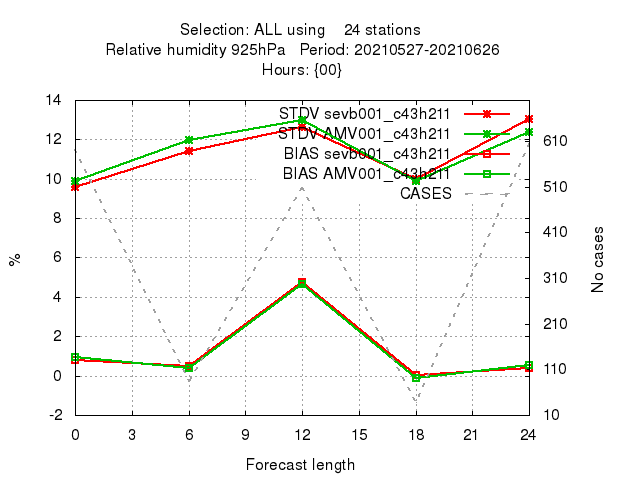 Selection: ALL using    24 stations
Relative humidity 925hPa   Period: 20210527-20210626
Hours: {00}
STDV sevb001_c43h211
STDV AMV001_c43h211
BIAS sevb001_c43h211
BIAS AMV001_c43h211
CASES
14
12
10
8
6
4
2
0
-2
%
610
510
410
310
210
110
10
No cases
0 3 6 9 12 15 18 21 24
Forecast length